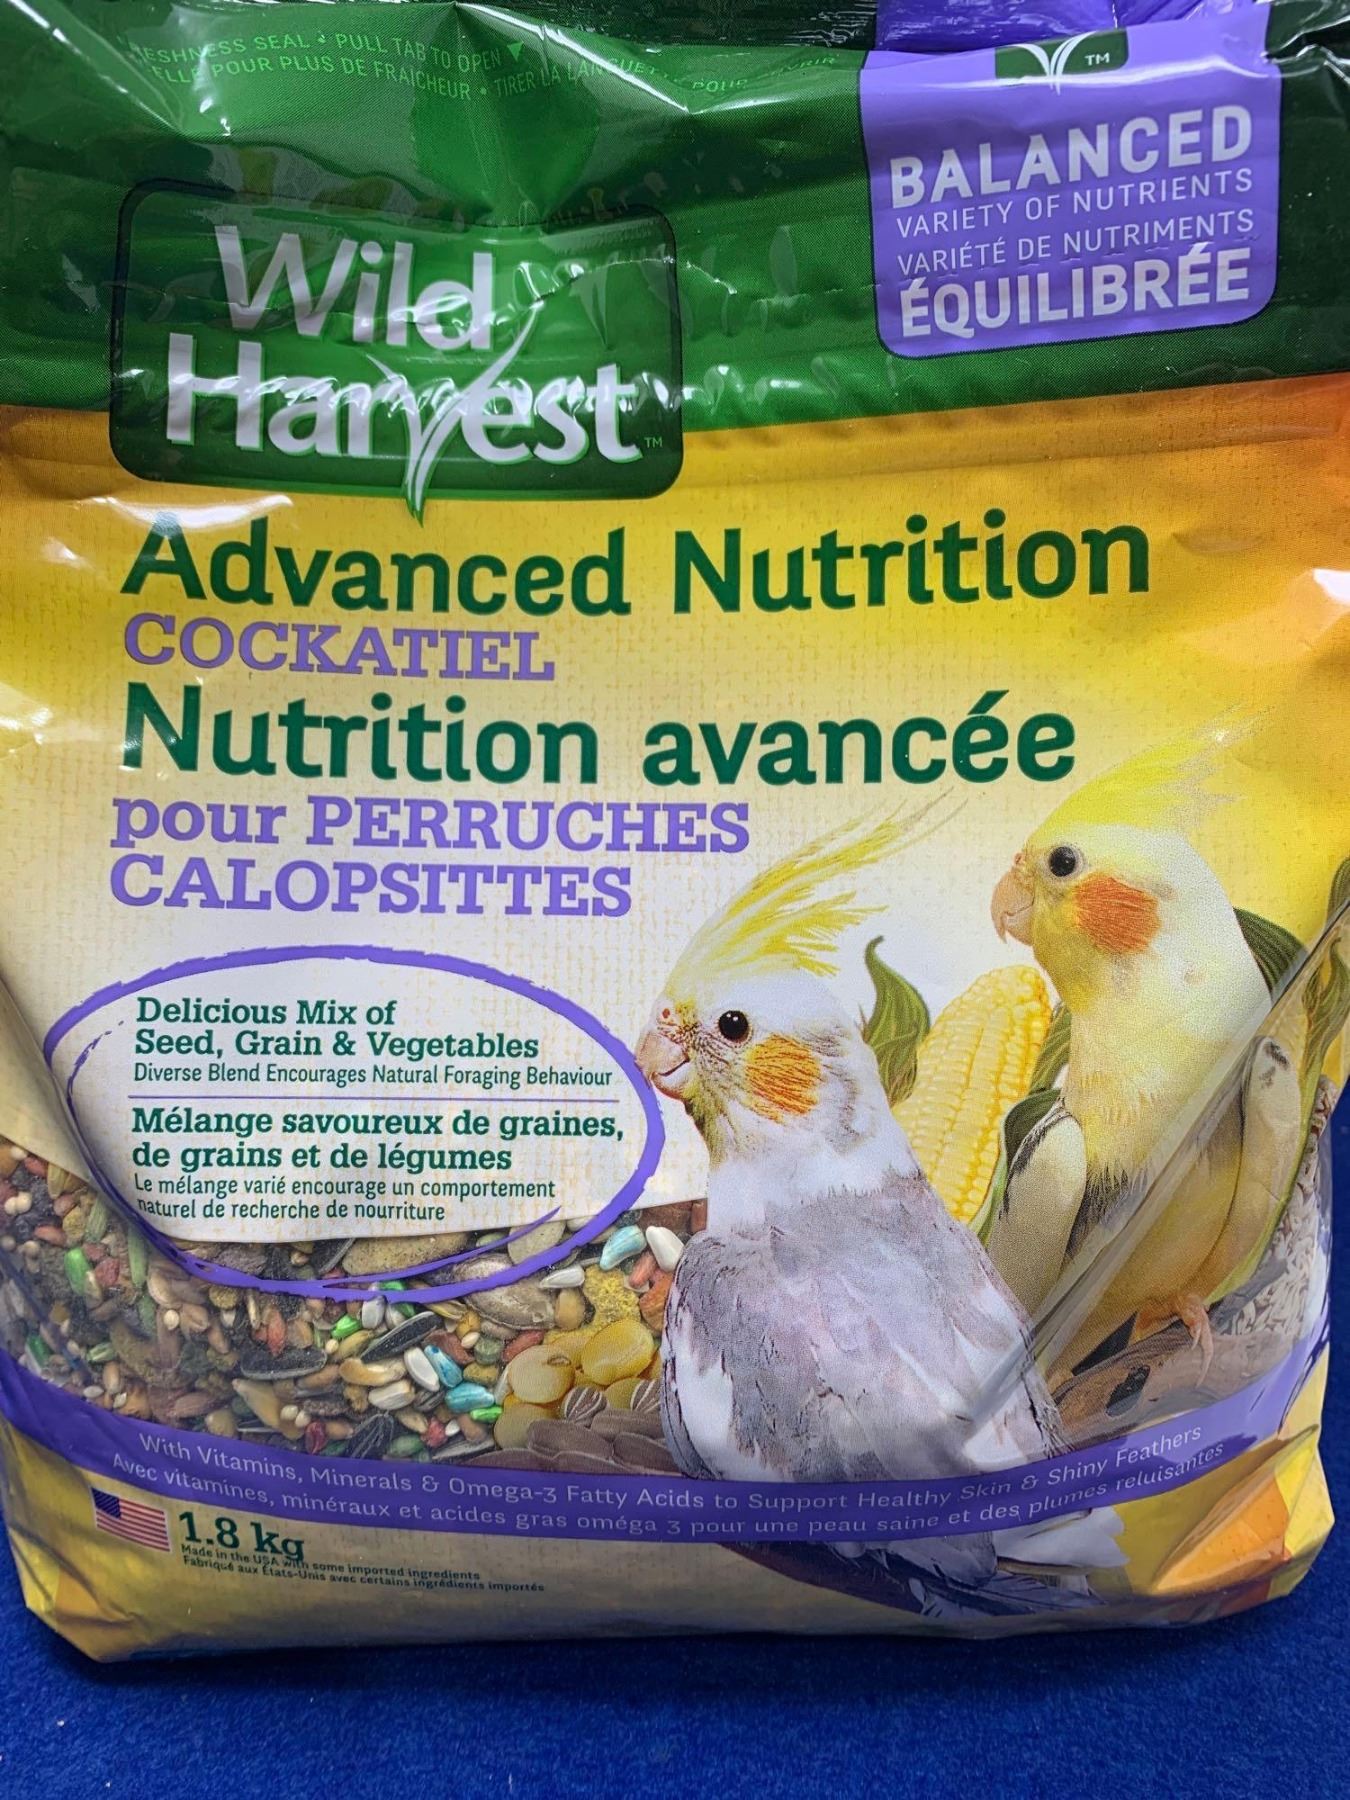 FRESHNESS SEAL • PULL TAB TO OPEN
POUR PLUS DE FRAÎCHEUR • TIRER LA LANGUETTE POUR OUVRIR
™
BALANCED
VARIETY OF NUTRIENTS
VARIÉTÉ DE NUTRIMENTS
ÉQUILIBRÉE
Wild
Harvest™
Advanced Nutrition
COCKATIEL
Nutrition avancée
pour PERRUCHES
CALOPSITTES
Delicious Mix of
Seed, Grain & Vegetables
Diverse Blend Encourages Natural Foraging Behaviour
Mélange savoureux de graines,
de grains et de légumes
Le mélange varié encourage un comportement
naturel de recherche de nourriture
With Vitamins, Minerals & Omega-3 Fatty Acids to Support Healthy Skin & Shiny Feathers
Avec vitamines, minéraux et acides gras oméga 3 pour une peau saine et des plumes reluisantes
1.8 kg
Made in the USA with some imported ingredients
Fabriqué aux États-Unis avec certains ingrédients importés